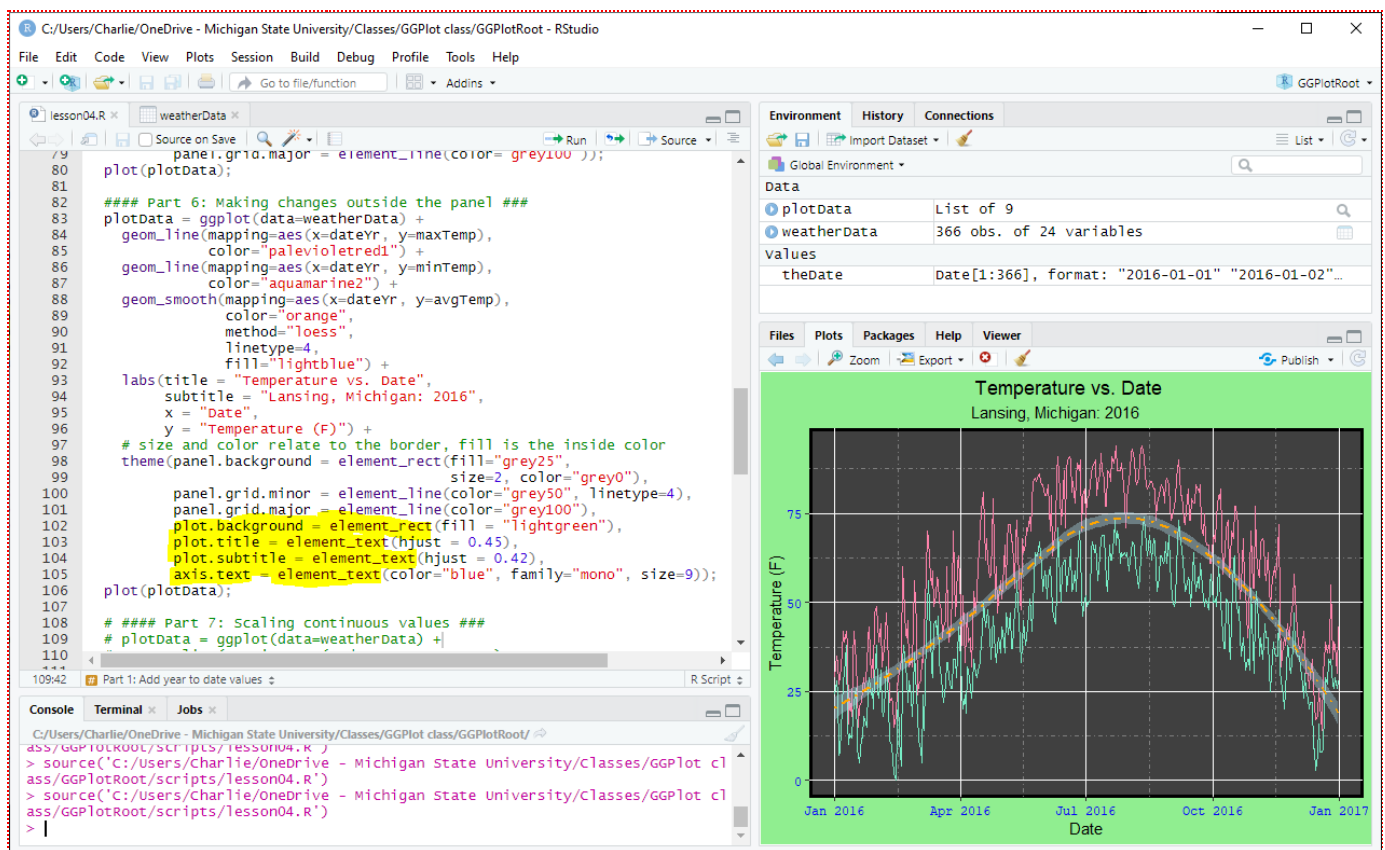 C:/Users/Charlie/OneDrive - Michigan State University/Classes/GGPlot class/GGPlotRoot - RStudio
File Edit Code View Plots Session Build Debug Profile Tools Help
Go to file/function Addins GGPlotRoot
lesson04.R × weatherData ×
Source on Save Run Source
79 panel.grid.major = element_line(color="grey100"));
80 plot(plotData);
81
82 #### Part 6: Making changes outside the panel ###
83 plotData = ggplot(data=weatherData) +
84 geom_line(mapping=aes(x=dateYr, y=maxTemp),
85 color="palevioletred1") +
86 geom_line(mapping=aes(x=dateYr, y=minTemp),
87 color="aquamarine2") +
88 geom_smooth(mapping=aes(x=dateYr, y=avgTemp),
89 color="orange",
90 method="loess",
91 linetype=4,
92 fill="lightblue") +
93 labs(title = "Temperature vs. Date",
94 subtitle = "Lansing, Michigan: 2016",
95 x = "Date",
96 y = "Temperature (F)") +
97 # size and color relate to the border, fill is the inside color
98 theme(panel.background = element_rect(fill="grey25",
99 size=2, color="grey0"),
100 panel.grid.minor = element_line(color="grey50", linetype=4),
101 panel.grid.major = element_line(color="grey100"),
102 plot.background = element_rect(fill = "lightgreen"),
103 plot.title = element_text(hjust = 0.45),
104 plot.subtitle = element_text(hjust = 0.42),
105 axis.text = element_text(color="blue", family="mono", size=9));
106 plot(plotData);
107
108 # #### Part 7: Scaling continuous values ###
109 # plotData = ggplot(data=weatherData) +
110
109:42 # Part 1: Add year to date values R Script
Console Terminal × Jobs ×
C:/Users/Charlie/OneDrive - Michigan State University/Classes/GGPlot class/GGPlotRoot/
ass/GGPlotRoot/scripts/lesson04.R')
> source('C:/Users/Charlie/OneDrive - Michigan State University/Classes/GGPlot cl
ass/GGPlotRoot/scripts/lesson04.R')
> source('C:/Users/Charlie/OneDrive - Michigan State University/Classes/GGPlot cl
ass/GGPlotRoot/scripts/lesson04.R')
>
Environment History Connections
Import Dataset List
Global Environment
Data
plotData List of 9
weatherData 366 obs. of 24 variables
Values
theDate Date[1:366], format: "2016-01-01" "2016-01-02"…
Files Plots Packages Help Viewer
Zoom Export Publish
Temperature vs. Date
Lansing, Michigan: 2016
Temperature (F)
75
50
25
0
Jan 2016 Apr 2016 Jul 2016 Oct 2016 Jan 2017
Date